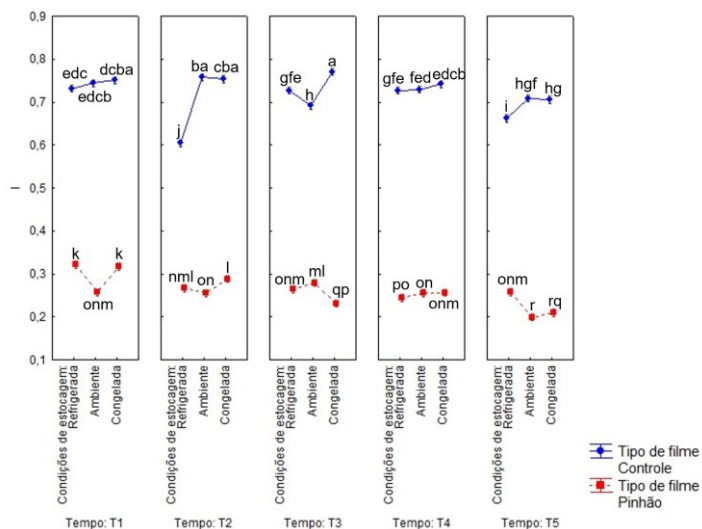 0,9
0,8
0,7
0,6
0,5
0,4
0,3
0,2
0,1
I
edc
edcb
dcba
k
onm
k
j
ba
cba
nml
on
l
gfe
h
a
onm
ml
qp
gfe
fed
edcb
po
on
onm
i
hgf
hg
onm
r
rq
Condições de estocagem:
Refrigerada
Ambiente
Congelada
Tempo: T1
Condições de estocagem:
Refrigerada
Ambiente
Congelada
Tempo: T2
Condições de estocagem:
Refrigerada
Ambiente
Congelada
Tempo: T3
Condições de estocagem:
Refrigerada
Ambiente
Congelada
Tempo: T4
Condições de estocagem:
Refrigerada
Ambiente
Congelada
Tempo: T5
Tipo de filme
Controle
Tipo de filme
Pinhão